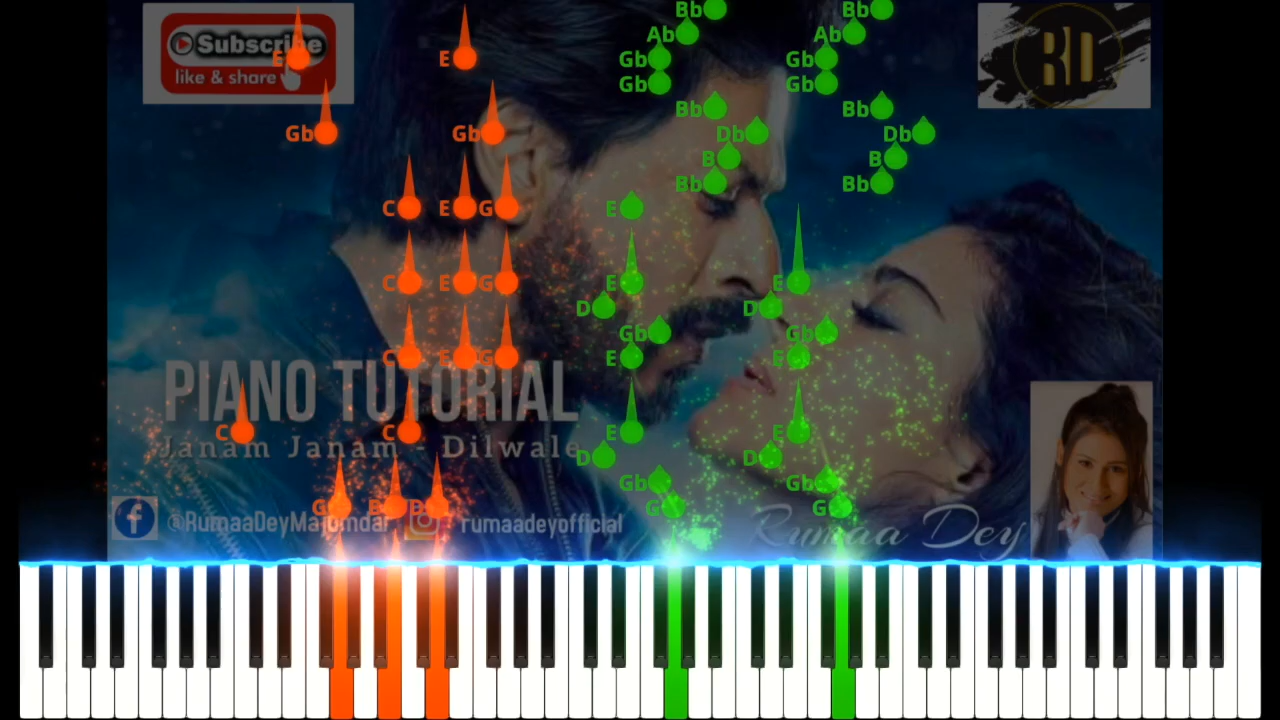 Bb Bb
Subscribe
Ab Ab
E E Gb Gb
like & share
Gb Gb
RD
Bb Bb
Gb Gb Db Db
B B
Bb Bb
C E G E
C E G E E
D D
Gb Gb
C E G E E
PIANO TUTORIAL
C C E E
Janam Janam - Dilwale
D D
Gb Gb
G B D G G
@RumaaDeyMajumdar
rumaadeyofficial
Rumaa Dey